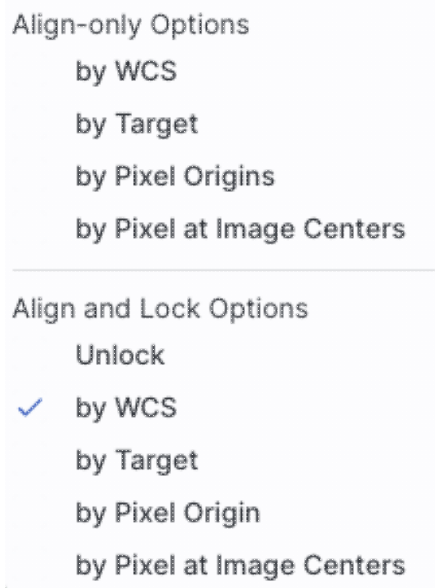 Align-only Options
by WCS
by Target
by Pixel Origins
by Pixel at Image Centers
Align and Lock Options
Unlock
by WCS
by Target
by Pixel Origin
by Pixel at Image Centers